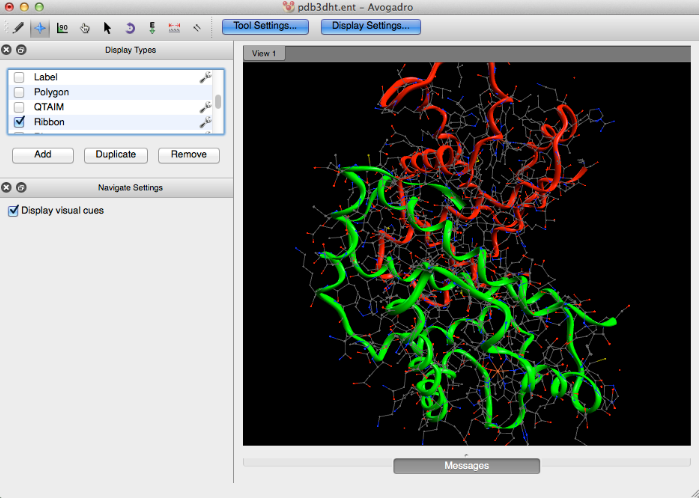 pdb3dht.ent – Avogadro
Tool Settings...
Display Settings...
Display Types
View 1
Label
Polygon
QTAIM
Ribbon
Add
Duplicate
Remove
Navigate Settings
Display visual cues
Messages